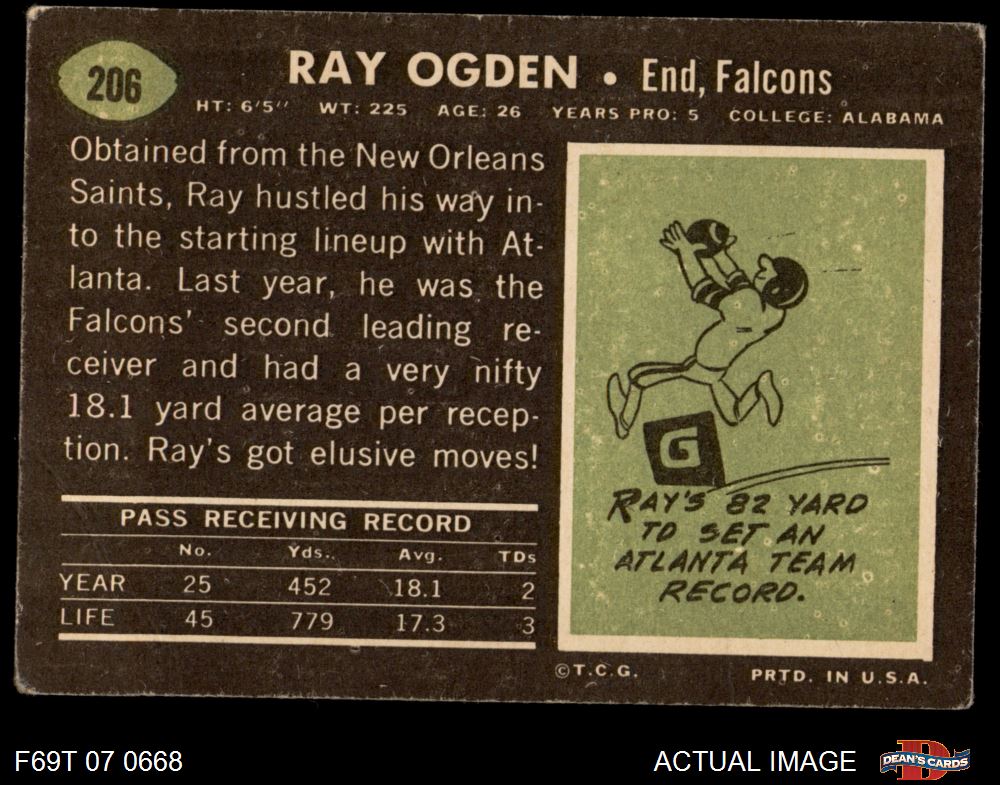 206
RAY OGDEN • End, Falcons
HT: 6'5" WT: 225 AGE: 26 YEARS PRO: 5 COLLEGE: ALABAMA
Obtained from the New Orleans
Saints, Ray hustled his way in-
to the starting lineup with At-
lanta. Last year, he was the
Falcons' second leading re-
ceiver and had a very nifty
18.1 yard average per recep-
tion. Ray's got elusive moves!
PASS RECEIVING RECORD
No. Yds. Avg. TDs
YEAR 25 452 18.1 2
LIFE 45 779 17.3 3
G
RAY'S 82 YARD
TD SET AN
ATLANTA TEAM
RECORD.
©T.C.G. PRTD. IN U.S.A.
F69T 07 0668 ACTUAL IMAGE
D
DEAN'S CARDS